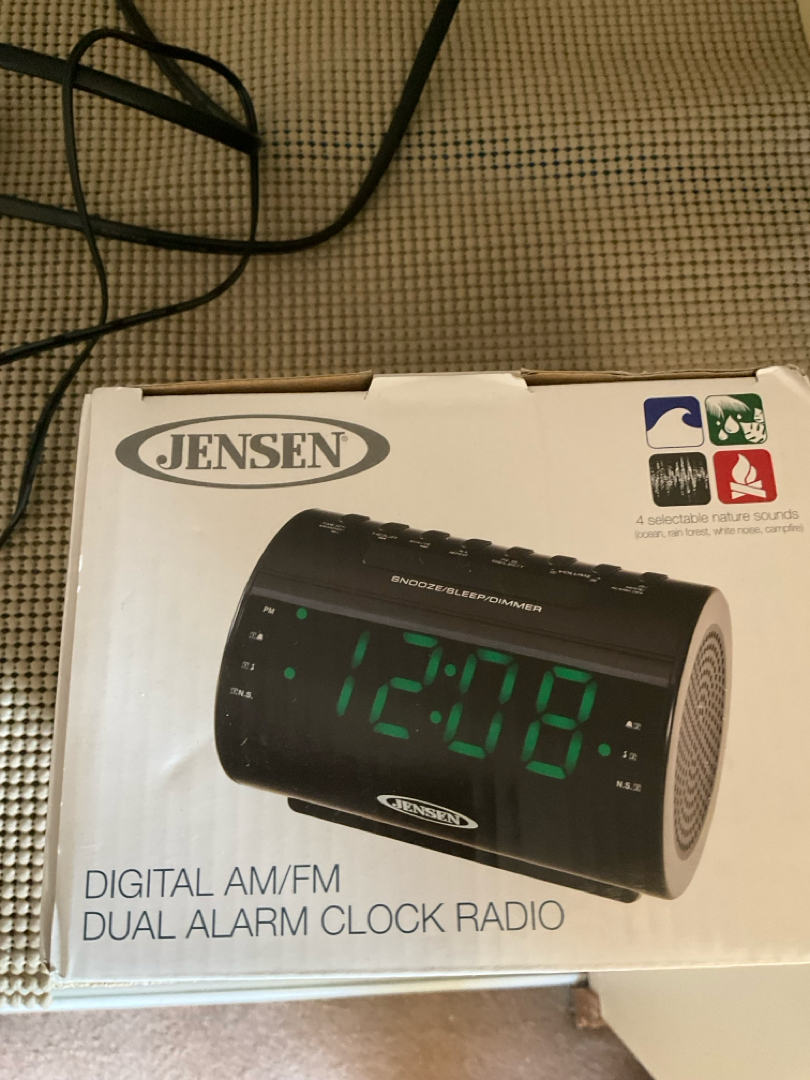 JENSEN®
4 selectable nature sounds
(ocean, rain forest, white noise, campfire)
VOLUME
SNOOZE/SLEEP/DIMMER
PM
N.S.
12:08
N.S.
JENSEN
DIGITAL AM/FM
DUAL ALARM CLOCK RADIO